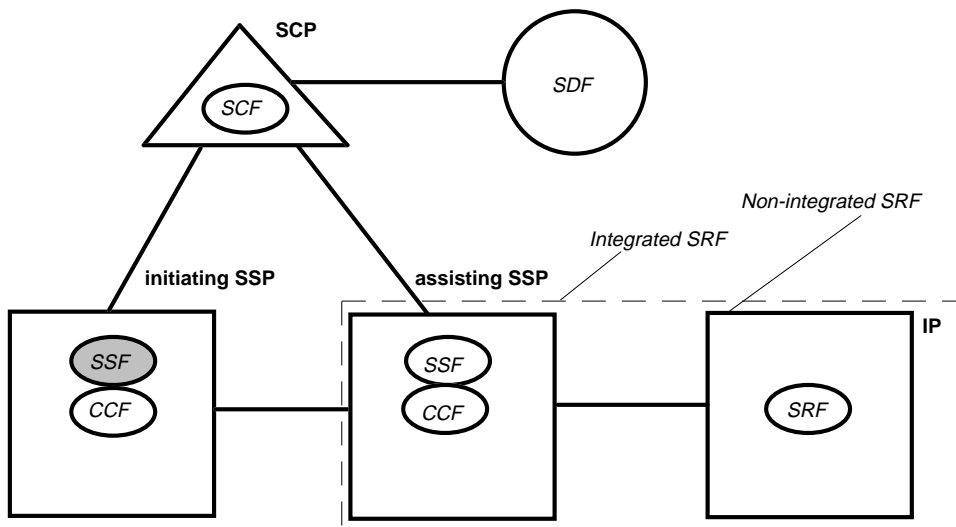 SCP
SDF
SCF
Non-integrated SRF
Integrated SRF
initiating SSP
assisting SSP
IP
SSF
SSF
CCF
CCF
SRF